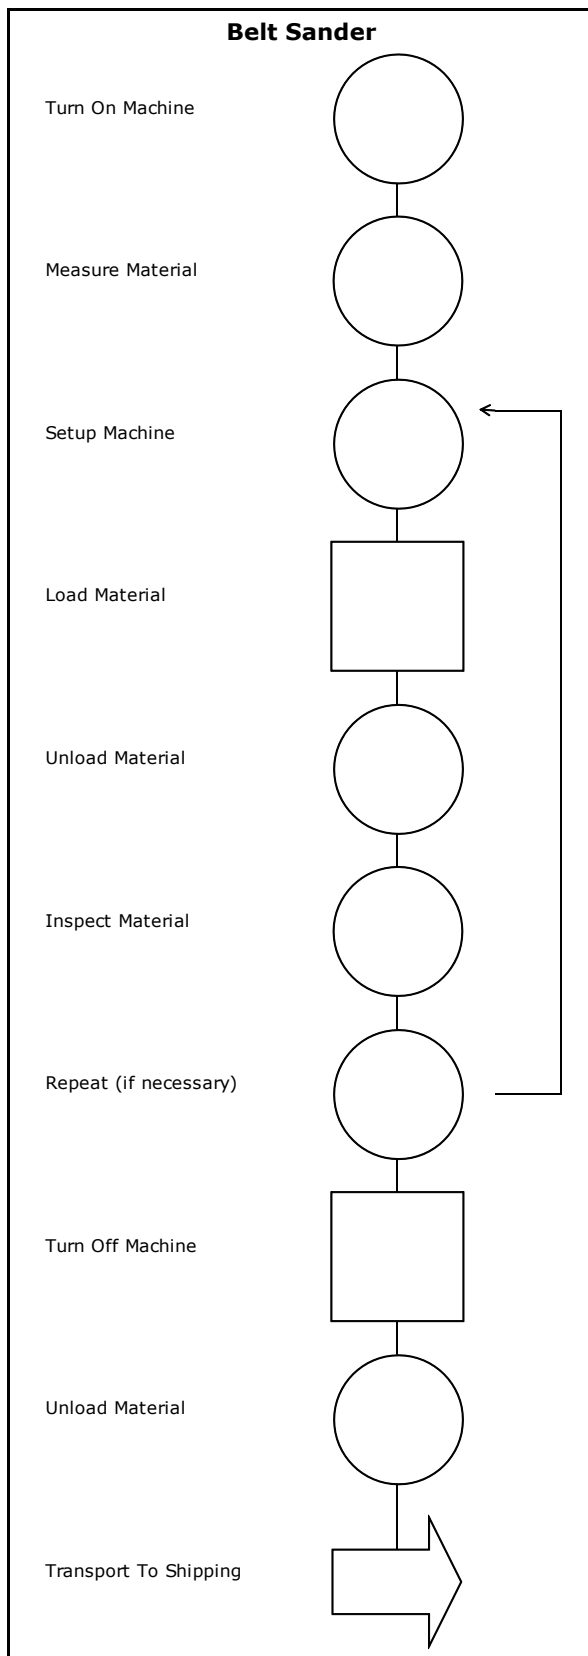 Belt Sander
Turn On Machine
Measure Material
Setup Machine
Load Material
Unload Material
Inspect Material
Repeat (if necessary)
Turn Off Machine
Unload Material
Transport To Shipping